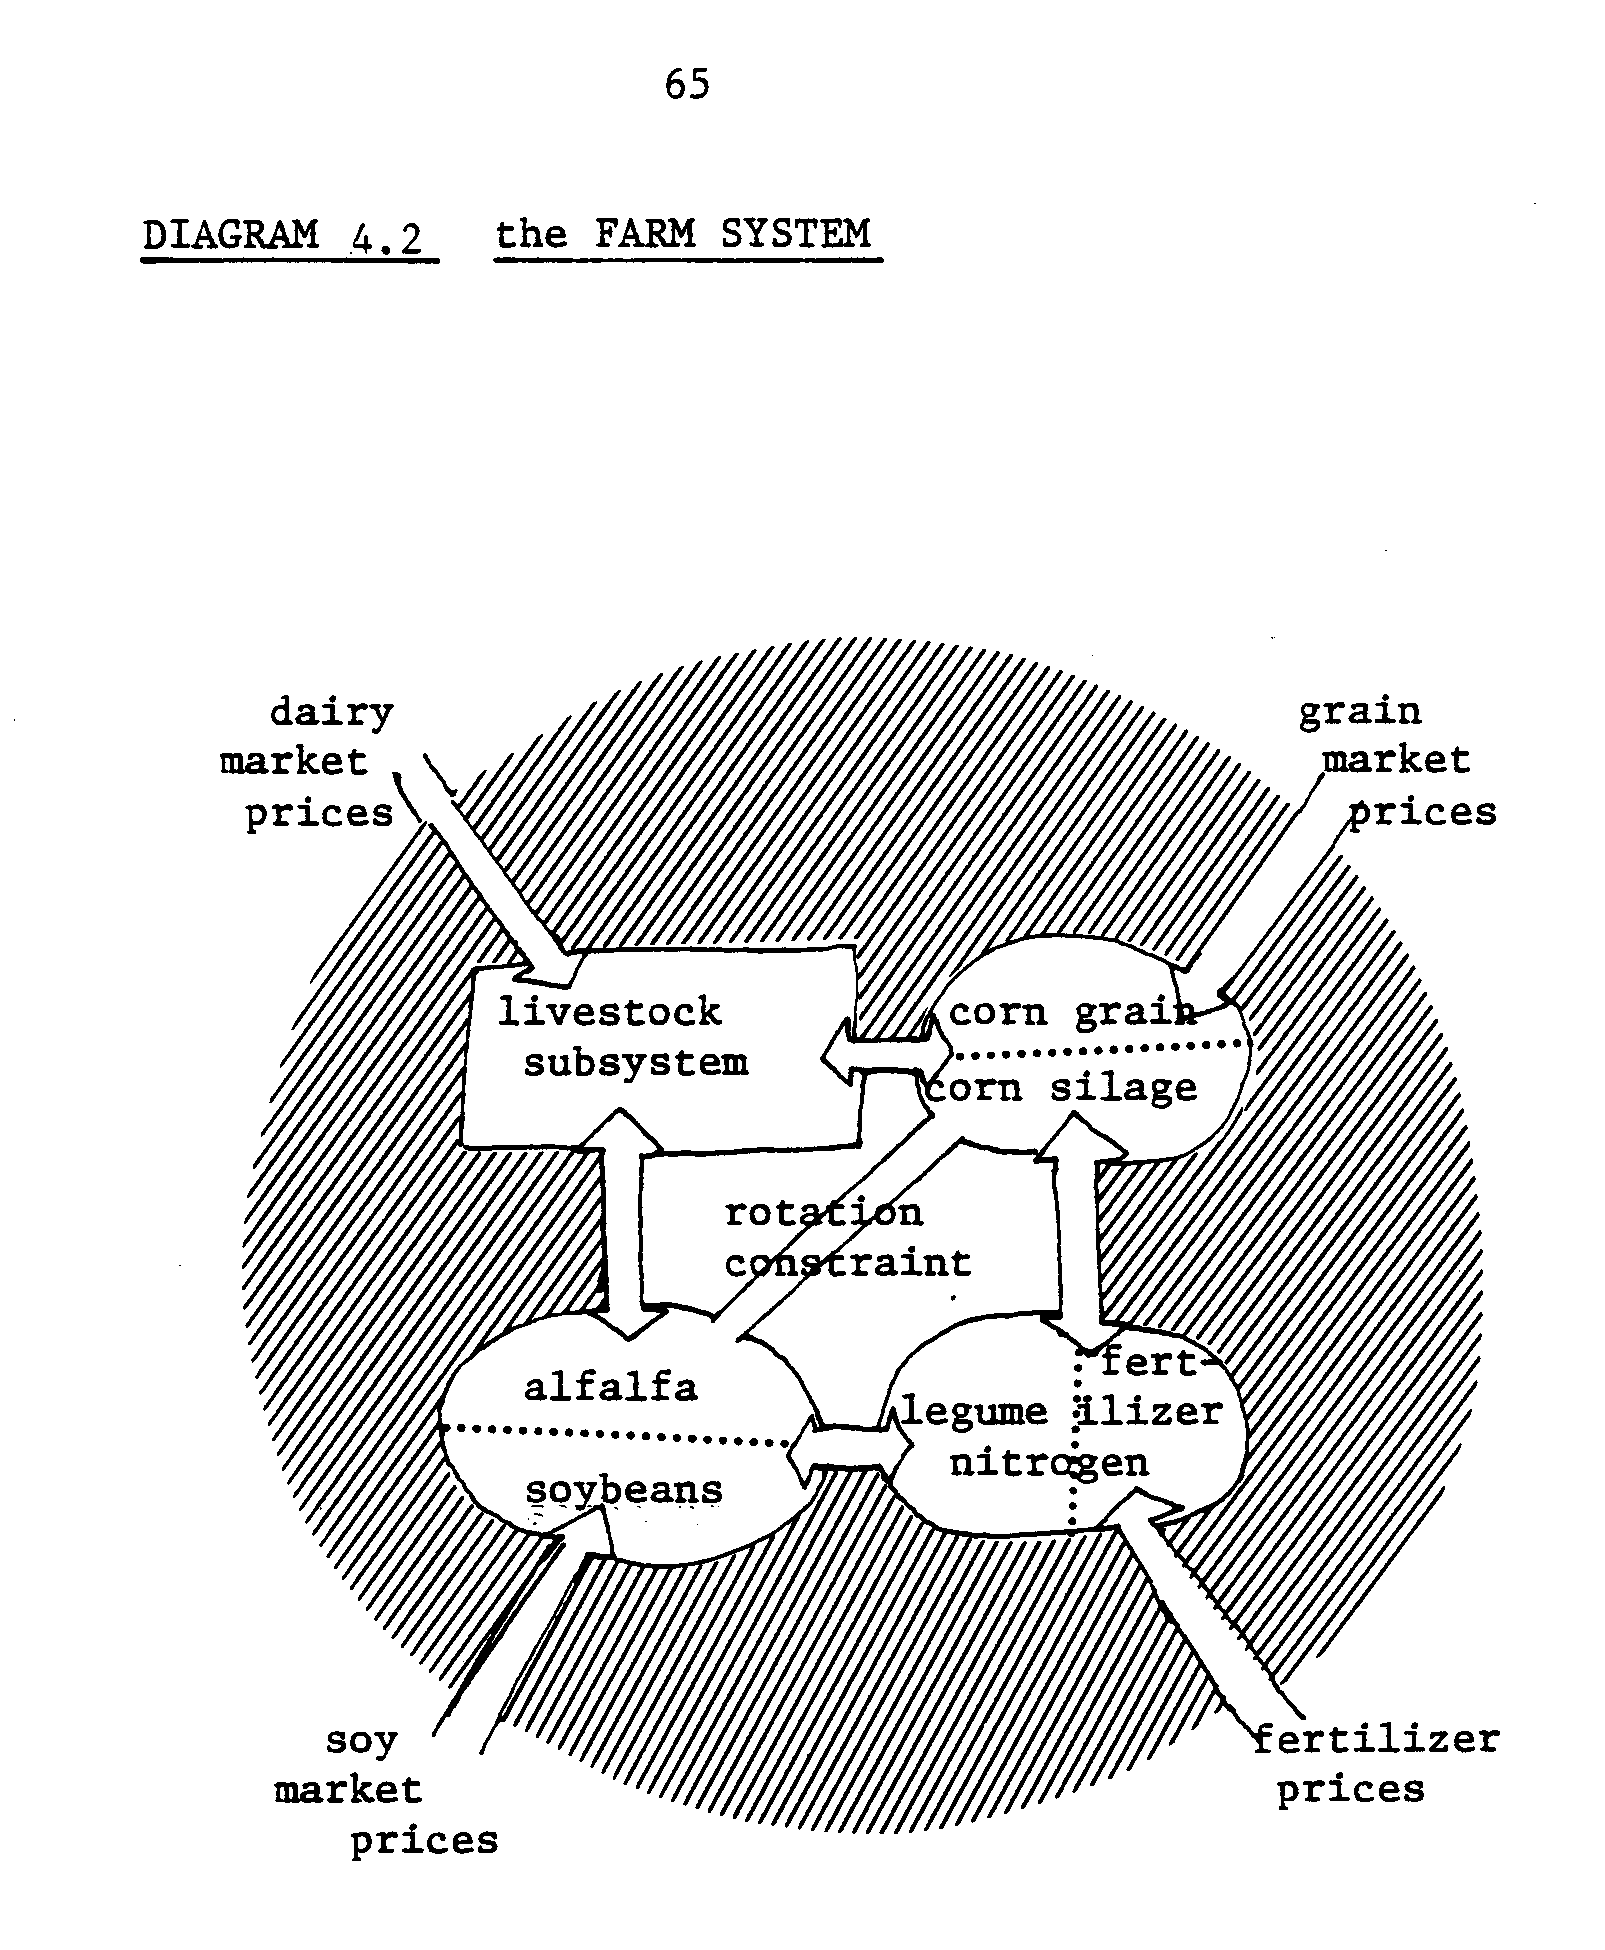 65
DIAGRAM 4.2 the FARM SYSTEM
dairy
market
prices
grain
market
prices
livestock
subsystem
corn grain
corn silage
rotation
constraint
alfalfa
soybeans
fert-
legume ilizer
nitrogen
soy
market
prices
fertilizer
prices